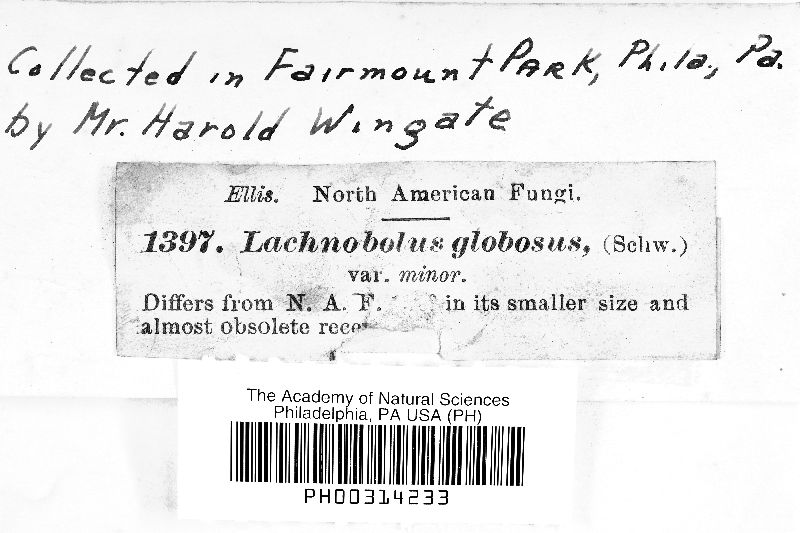 Collected in Fairmount Park, Phila., Pa.
by Mr. Harold Wingate
Ellis. North American Fungi.
1397. Lachnobolus globosus, (Schw.)
var. minor.
Differs from N. A. F. in its smaller size and
almost obsolete
The Academy of Natural Sciences
Philadelphia, PA USA (PH)
PH00314233